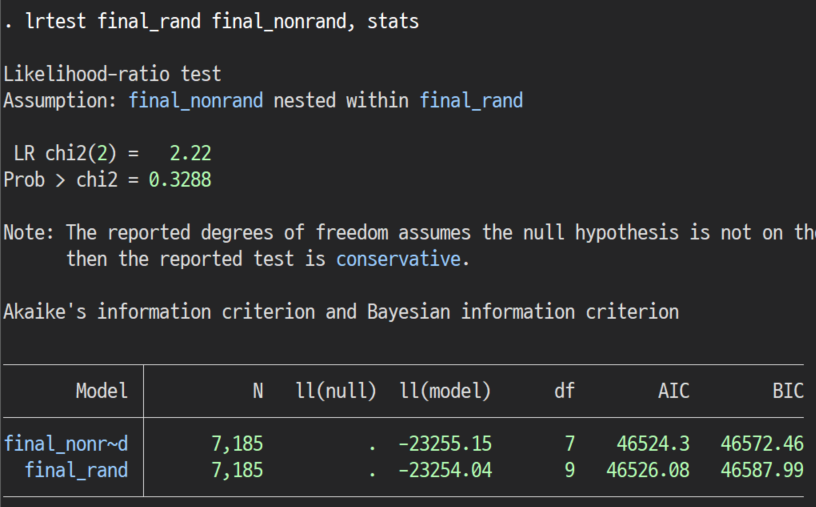 . lrtest final_rand final_nonrand, stats
Likelihood-ratio test
Assumption: final_nonrand nested within final_rand
LR chi2(2) = 2.22
Prob > chi2 = 0.3288
Note: The reported degrees of freedom assumes the null hypothesis is not on the
then the reported test is conservative.
Akaike's information criterion and Bayesian information criterion
Model N ll(null) ll(model) df AIC BIC
final_nonr~d 7,185 . -23255.15 7 46524.3 46572.46
final_rand 7,185 . -23254.04 9 46526.08 46587.99